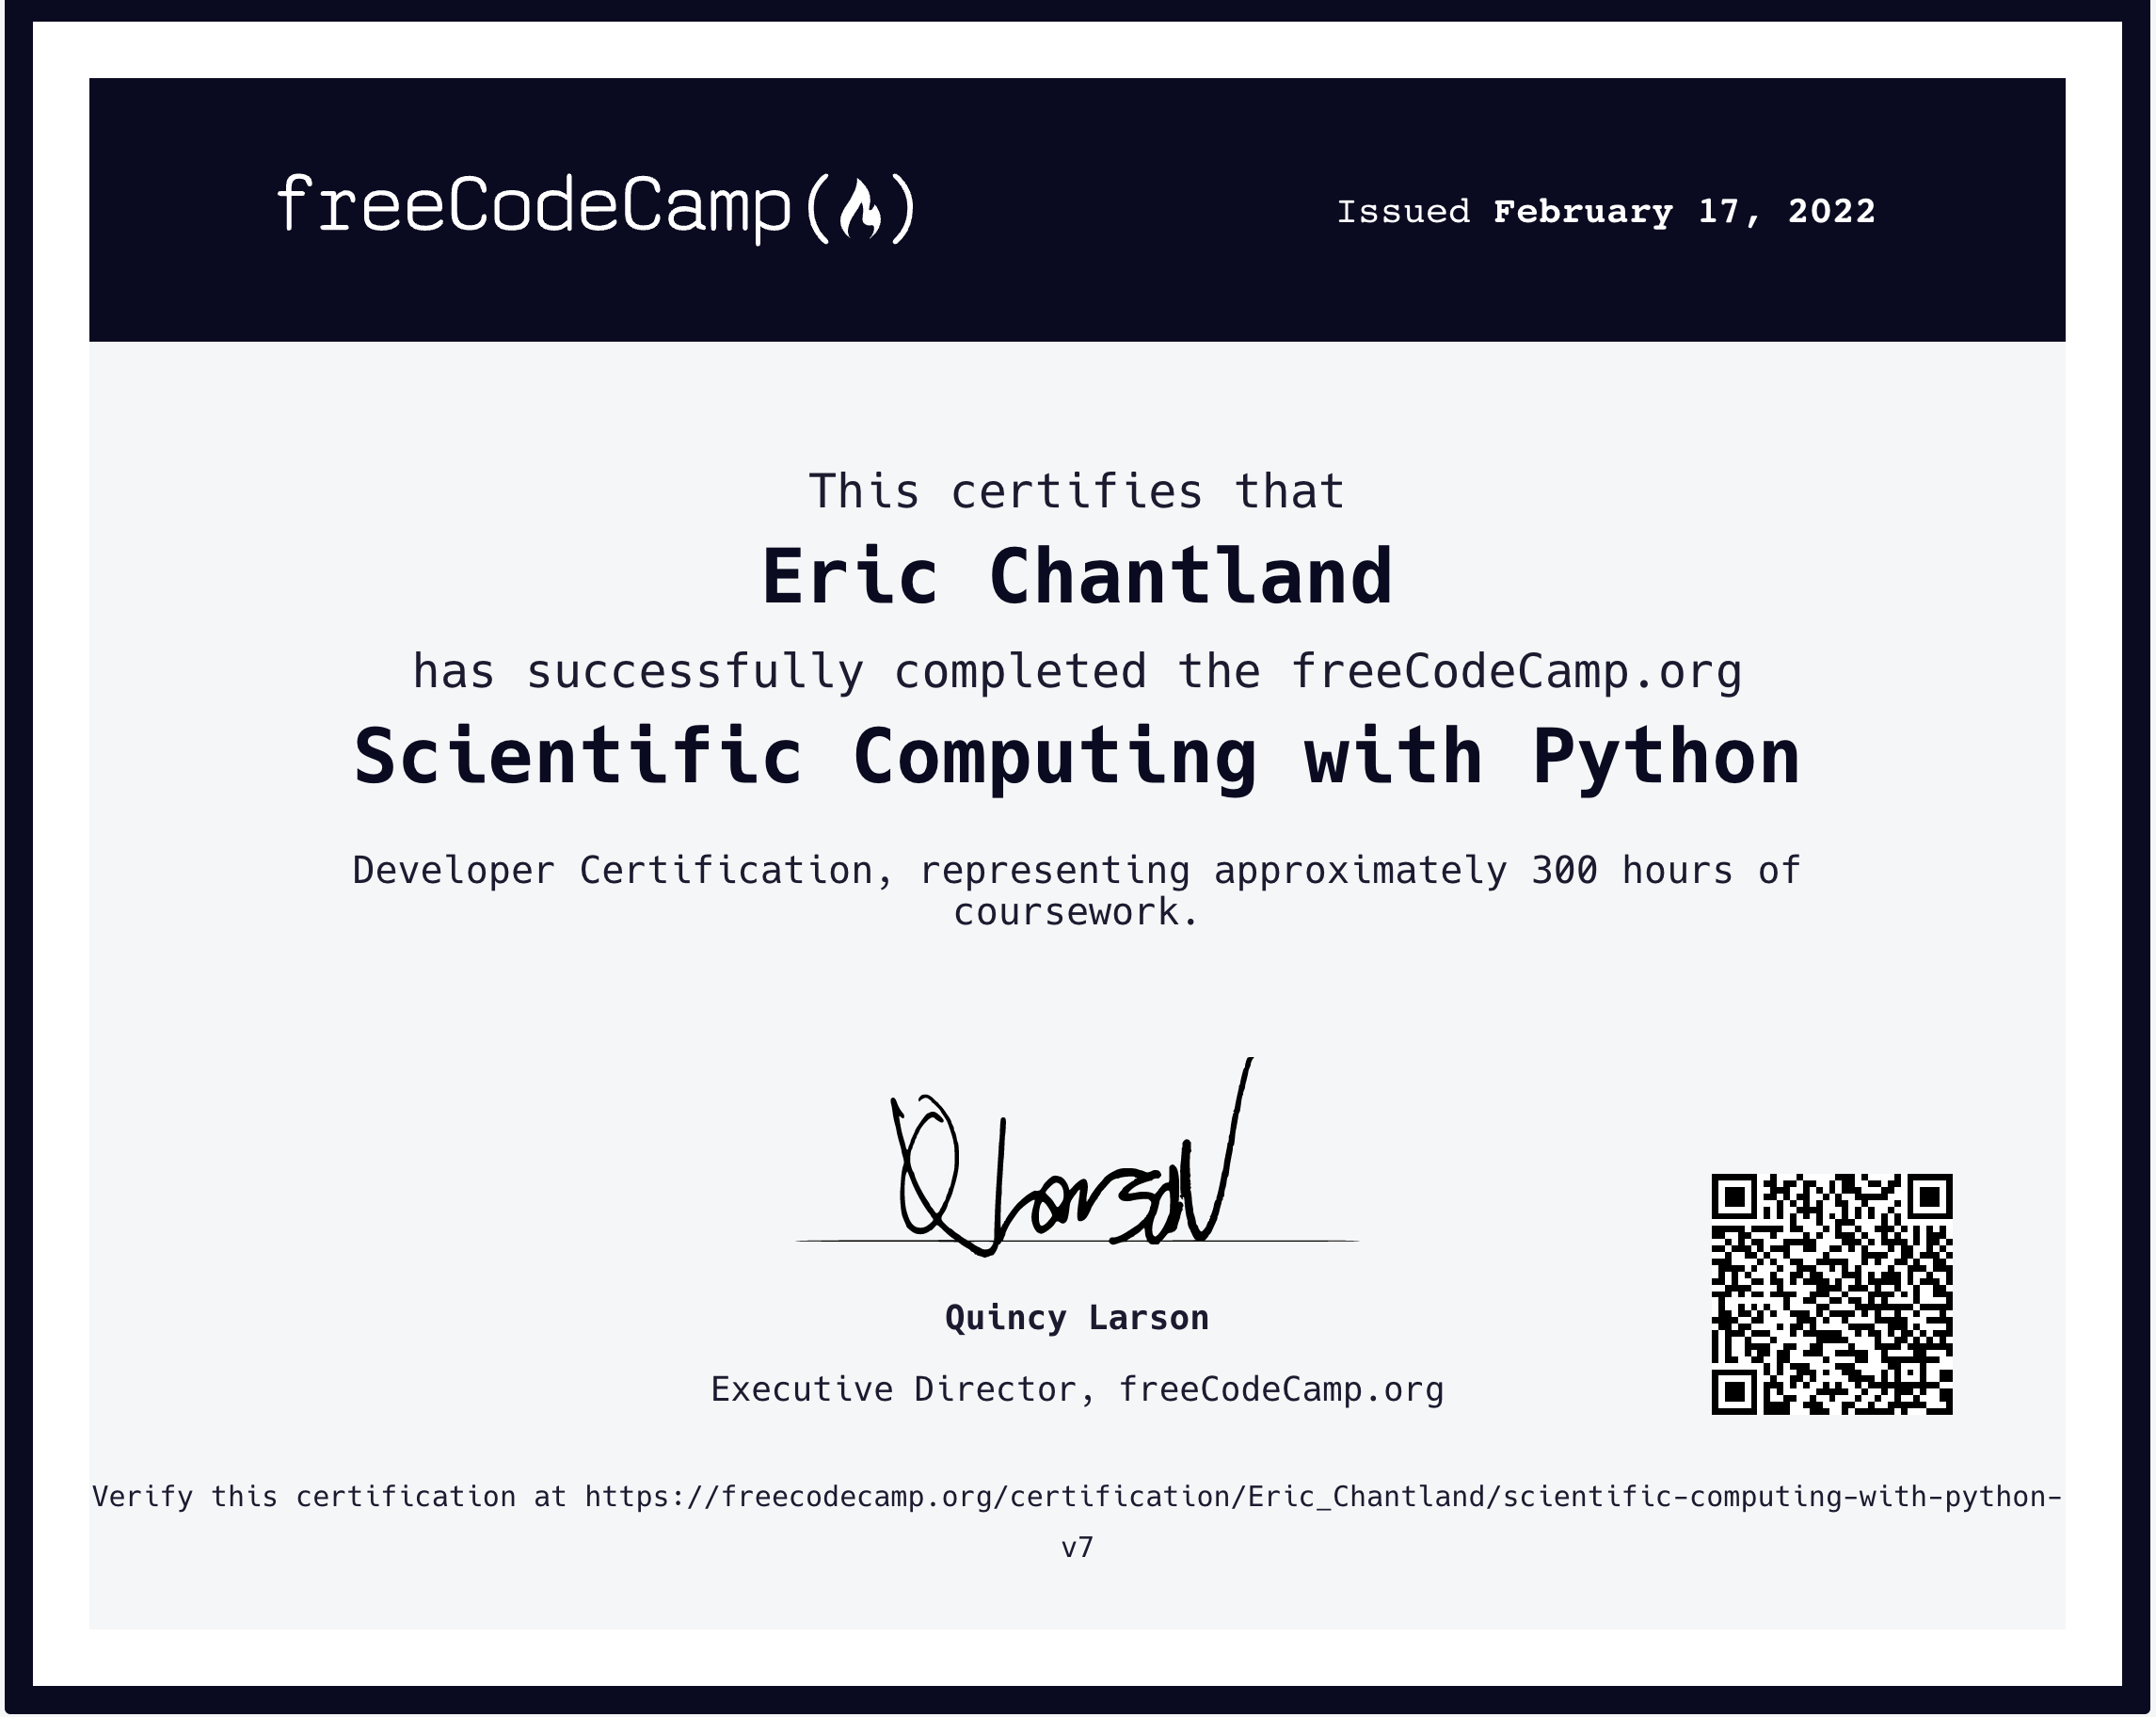 freeCodeCamp
Issued February 17, 2022
This certifies that
Eric Chantland
has successfully completed the freeCodeCamp.org
Scientific Computing with Python
Developer Certification, representing approximately 300 hours of
coursework.
Quincy Larson
Executive Director, freeCodeCamp.org
Verify this certification at https://freecodecamp.org/certification/Eric_Chantland/scientific-computing-with-python-
v7